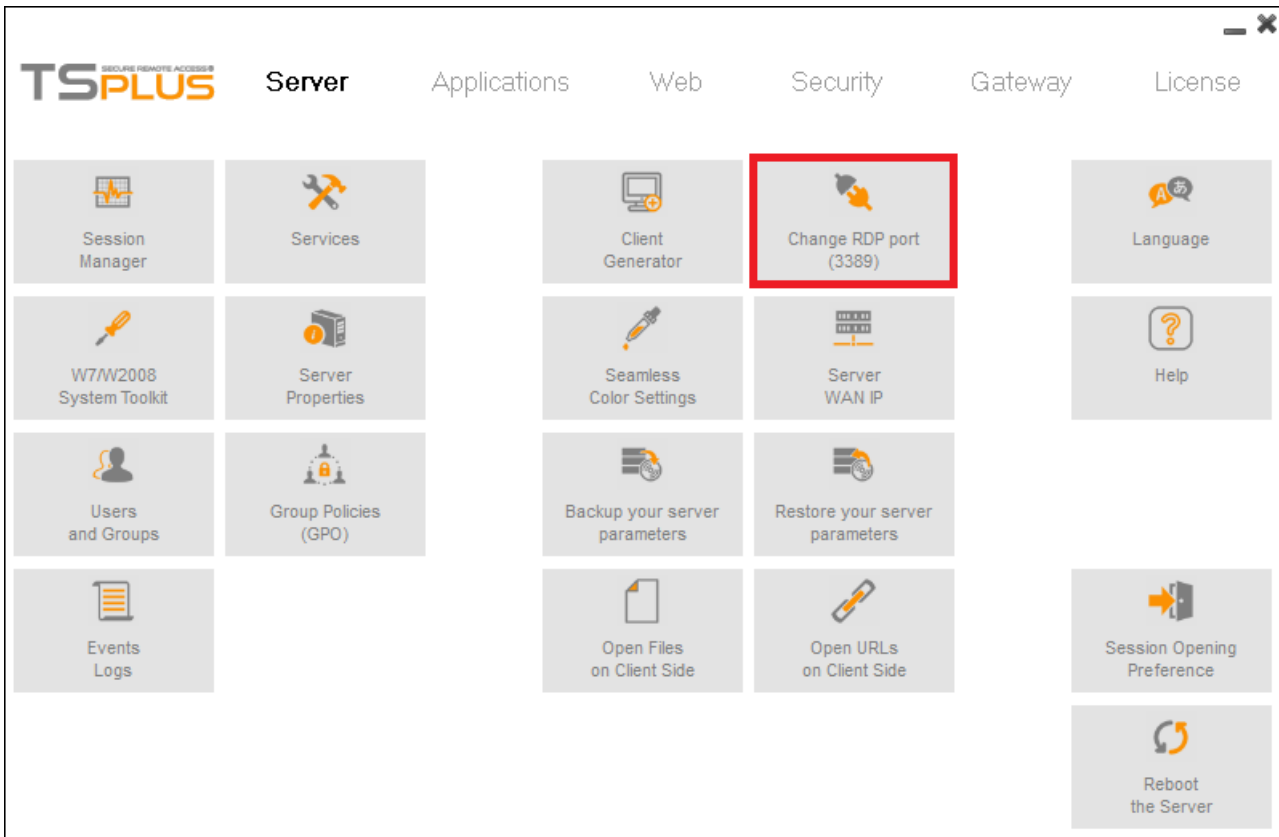 SECURE REMOTE ACCESS®
TSPLUS
Server
Applications
Web
Security
Gateway
License
Session
Manager
Services
Client
Generator
Change RDP port
(3389)
Language
W7/W2008
System Toolkit
Server
Properties
Seamless
Color Settings
Server
WAN IP
Help
Users
and Groups
Group Policies
(GPO)
Backup your server
parameters
Restore your server
parameters
Events
Logs
Open Files
on Client Side
Open URLs
on Client Side
Session Opening
Preference
Reboot
the Server